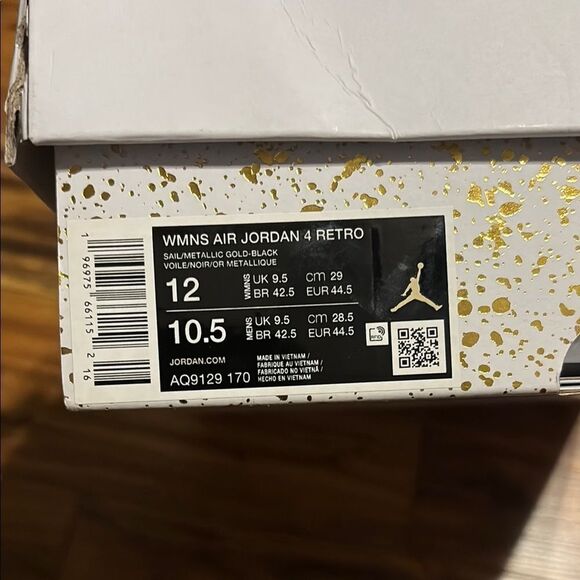 WMNS AIR JORDAN 4 RETRO
SAIL/METALLIC GOLD-BLACK
VOILE/NOIR/OR METALLIQUE
12 WMNS UK 9.5 CM 29
BR 42.5 EUR 44.5
10.5 MENS UK 9.5 CM 28.5
BR 42.5 EUR 44.5
JORDAN.COM
AQ9129 170
MADE IN VIETNAM /
FABRIQUE AU VIETNAM /
FABRICADO NO VIETNÃ /
HECHO EN VIETNAM
1 96975 66115 2 16